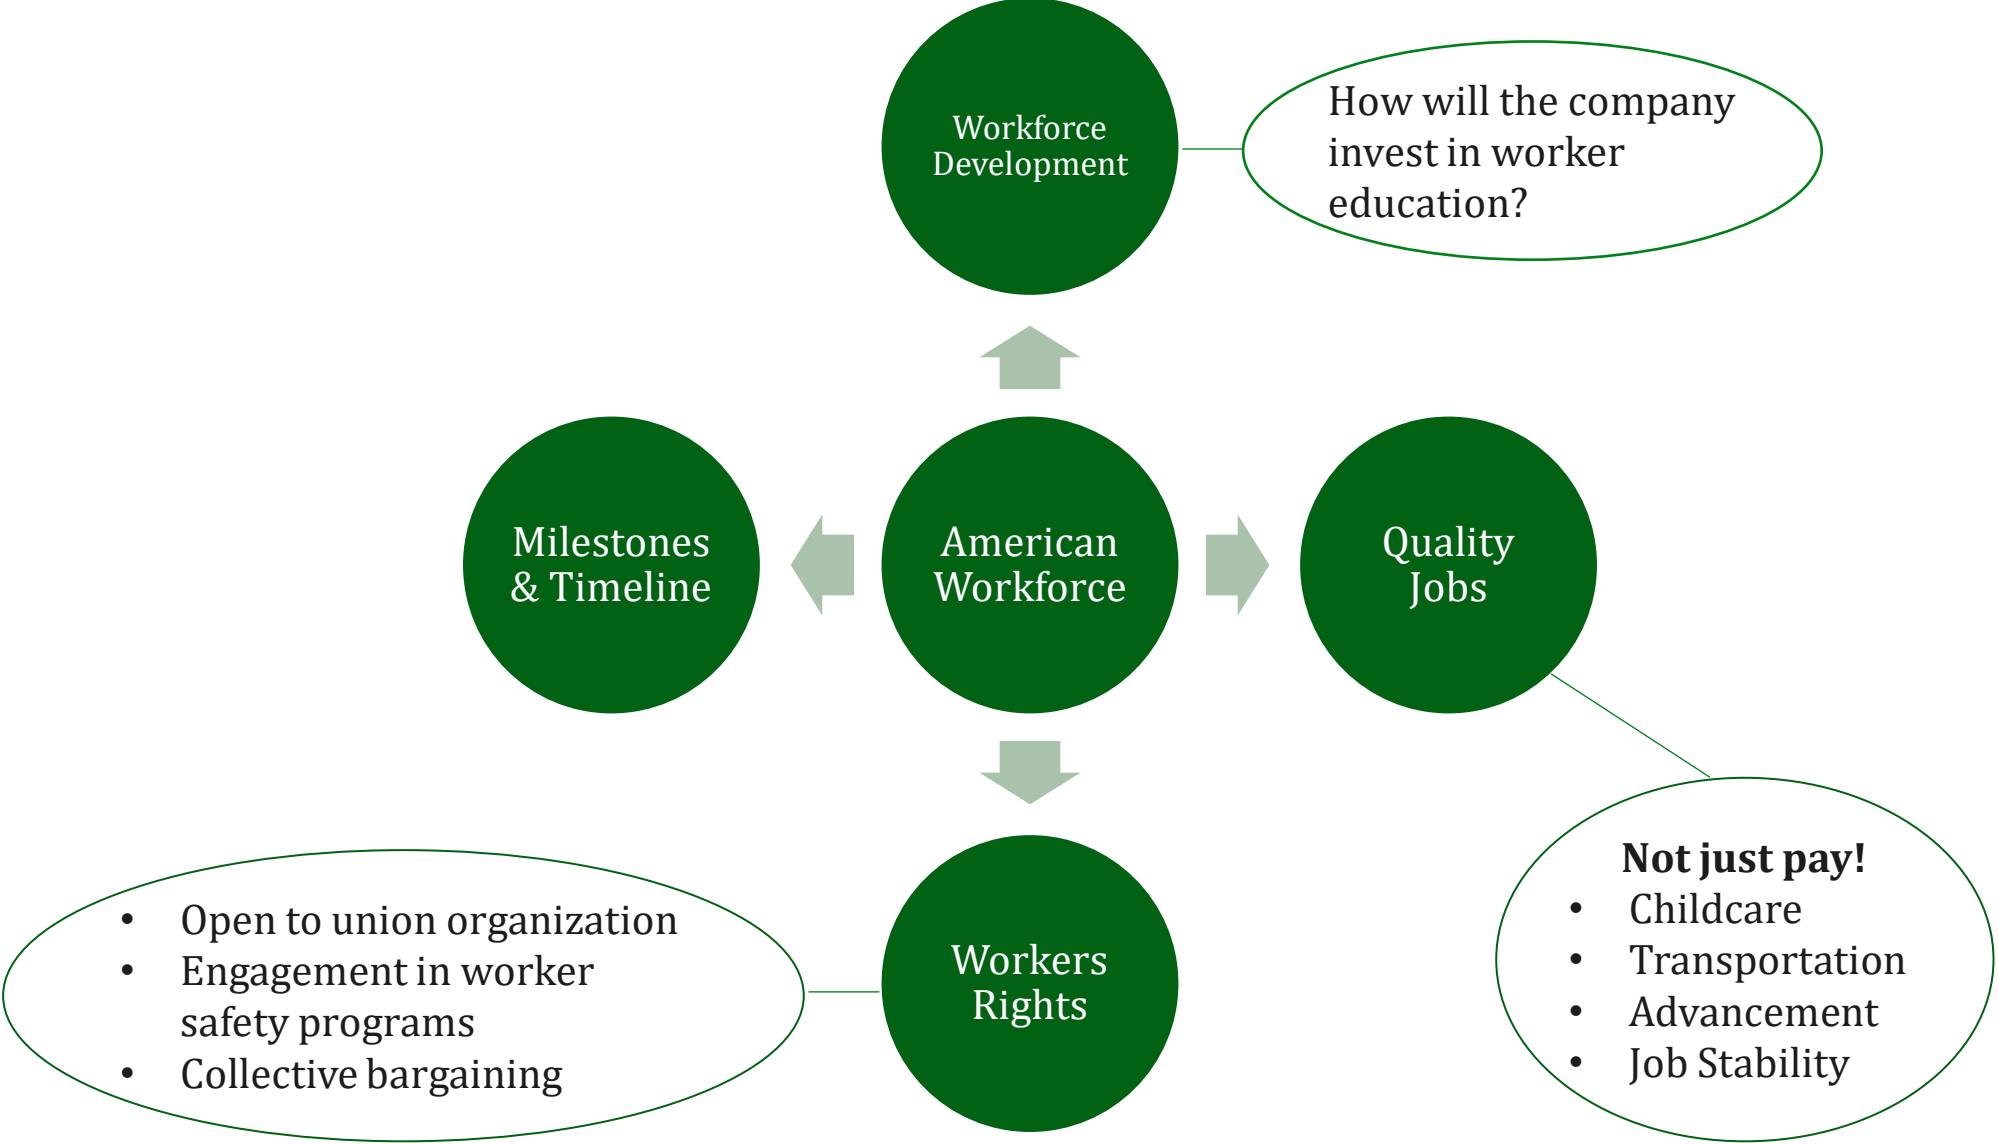 Workforce
Development
How will the company
invest in worker
education?
Milestones
& Timeline
American
Workforce
Quality
Jobs
• Open to union organization
• Engagement in worker
safety programs
• Collective bargaining
Workers
Rights
Not just pay!
• Childcare
• Transportation
• Advancement
• Job Stability